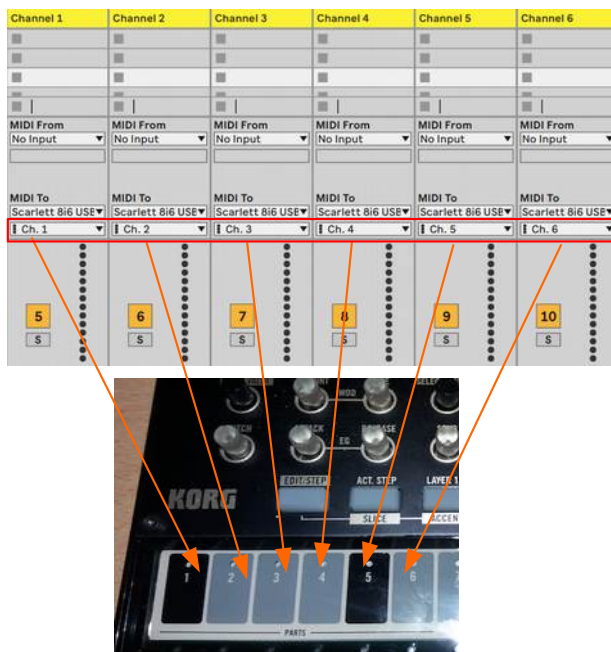 Channel 1 Channel 2 Channel 3 Channel 4 Channel 5 Channel 6
MIDI From MIDI From MIDI From MIDI From MIDI From MIDI From
No Input No Input No Input No Input No Input No Input
MIDI To MIDI To MIDI To MIDI To MIDI To MIDI To
Scarlett 8i6 USB Scarlett 8i6 USB Scarlett 8i6 USB Scarlett 8i6 USB Scarlett 8i6 USB Scarlett 8i6 USB
Ch. 1 Ch. 2 Ch. 3 Ch. 4 Ch. 5 Ch. 6
5 6 7 8 9 10
S S S S S S
MOD
EG
EDIT/STEP ACT. STEP LAYER 1
KORG
SLICE ACCEN
1 2 3 4 5 6 7
PARTS